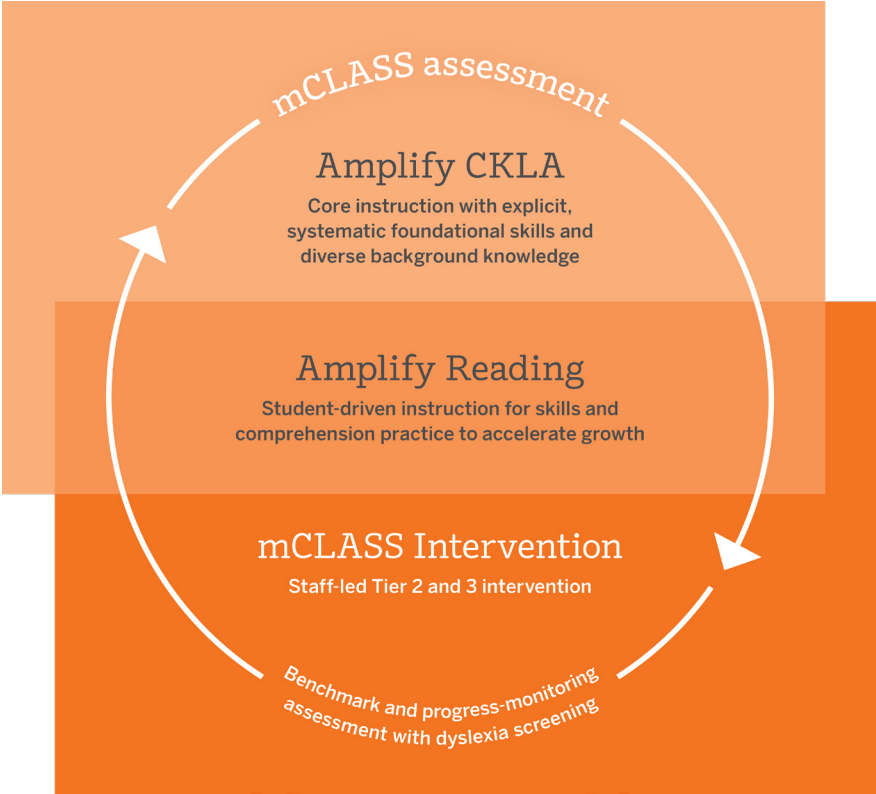 mCLASS assessment
Amplify CKLA
Core instruction with explicit,
systematic foundational skills and
diverse background knowledge
Amplify Reading
Student-driven instruction for skills and
comprehension practice to accelerate growth
mCLASS Intervention
Staff-led Tier 2 and 3 intervention
Benchmark and progress-monitoring
assessment with dyslexia screening